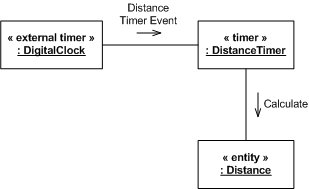 Distance
Timer Event
« external timer »
: DigitalClock
« timer »
: DistanceTimer
Calculate
« entity »
: Distance